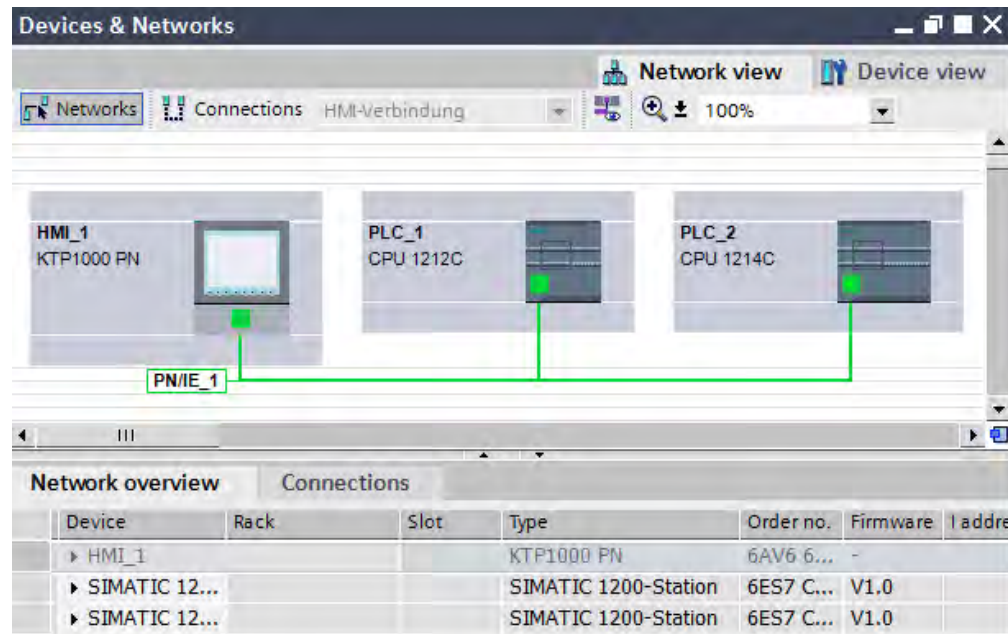 Devices & Networks
Network view Device view
Networks Connections HMI-Verbindung 100%
HMI_1 PLC_1 PLC_2
KTP1000 PN CPU 1212C CPU 1214C
PN/IE_1
Network overview Connections
Device Rack Slot Type Order no. Firmware I addre
HMI_1 KTP1000 PN 6AV6 6... -
SIMATIC 12... SIMATIC 1200-Station 6ES7 C... V1.0
SIMATIC 12... SIMATIC 1200-Station 6ES7 C... V1.0